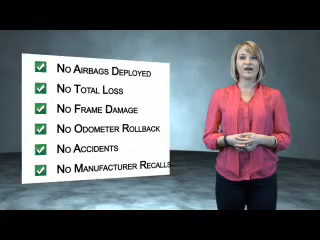 No Airbags Deployed
No Total Loss
No Frame Damage
No Odometer Rollback
No Accidents
No Manufacturer Recalls